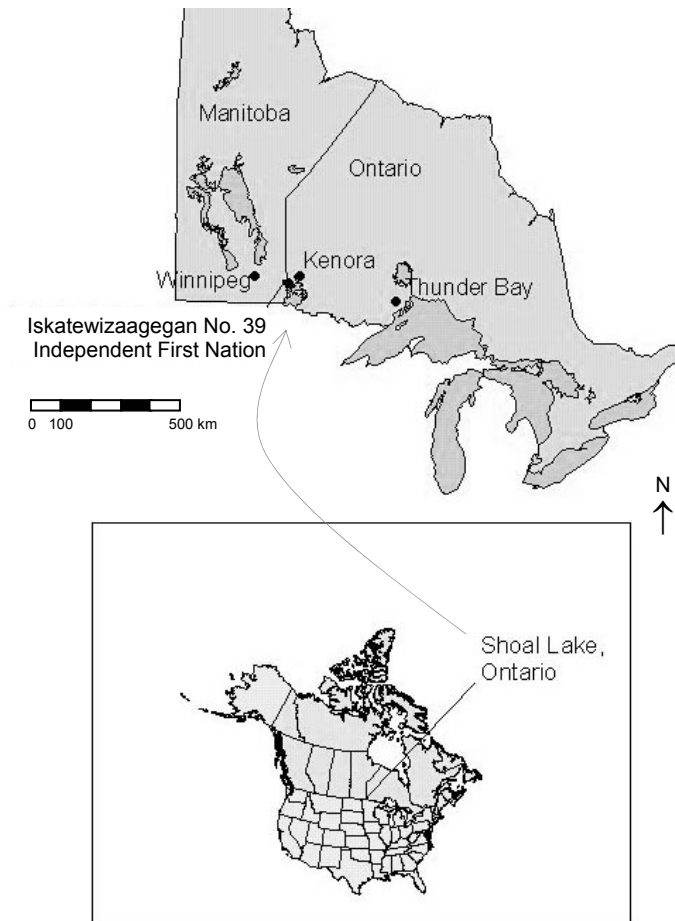 Manitoba
Ontario
Kenora
Winnipeg
Thunder Bay
Iskatewizaagegan No. 39
Independent First Nation
0 100 500 km
N
Shoal Lake,
Ontario